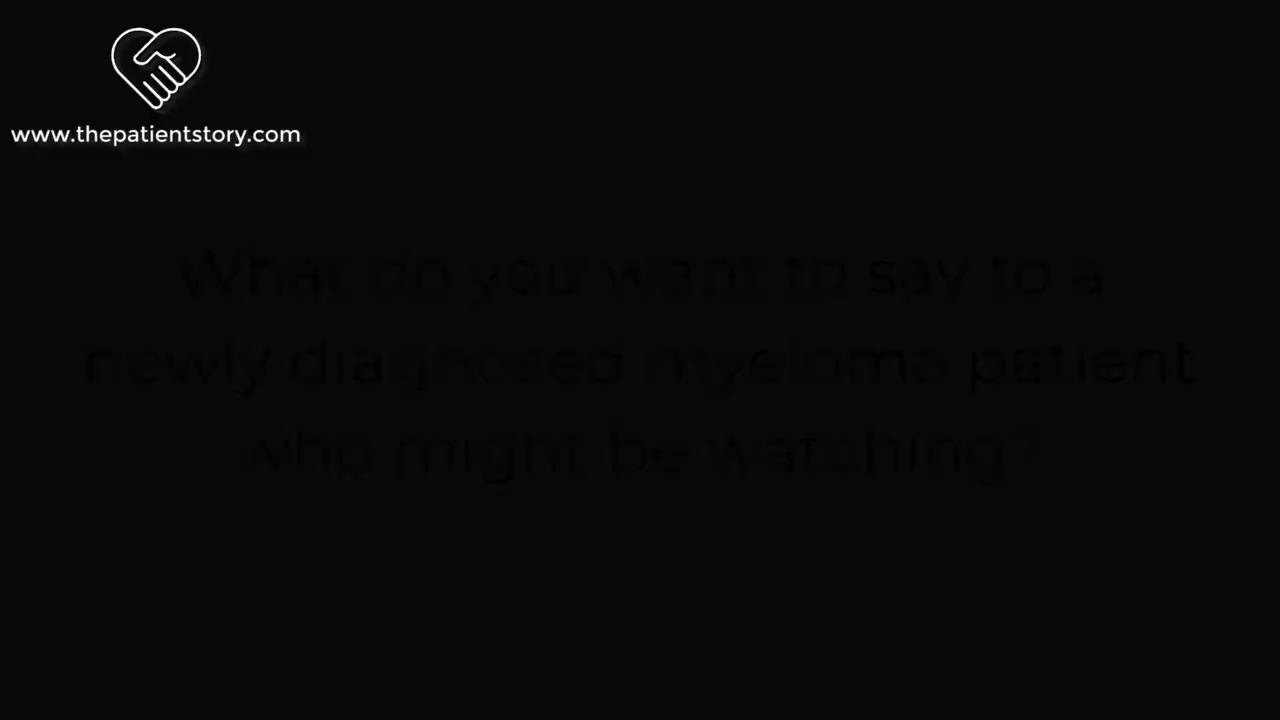 www.thepatientstory.com
What do you want to say to a
newly diagnosed myeloma patient
who might be watching?